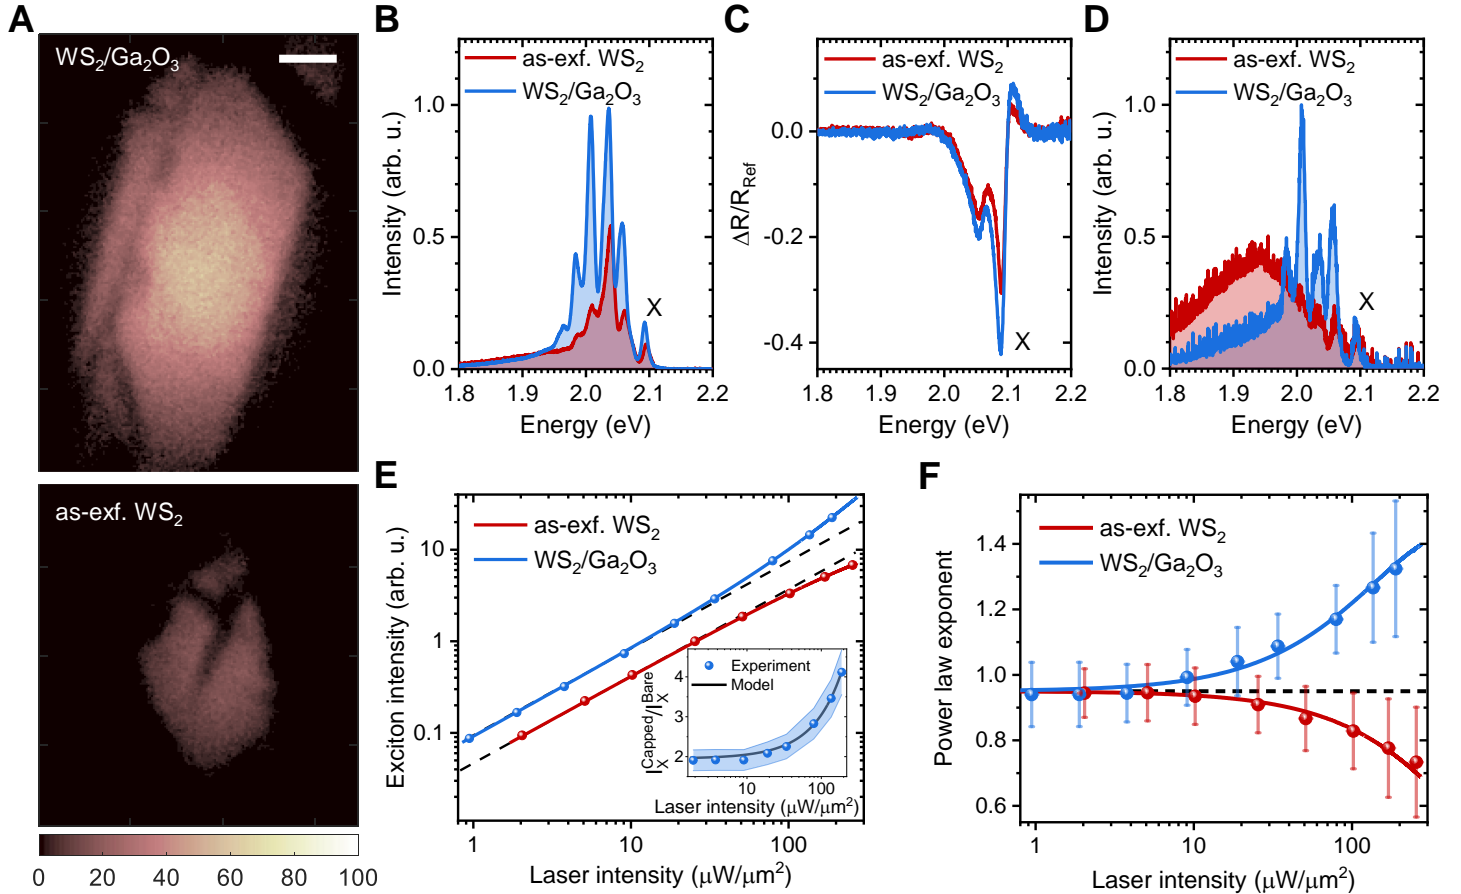 A
WS2/Ga2O3
as-exf. WS2
0 20 40 60 80 100
B
as-exf. WS2
WS2/Ga2O3
Intensity (arb. u.)
1.0
0.5
0.0
X
1.8 1.9 2.0 2.1 2.2
Energy (eV)
C
as-exf. WS2
WS2/Ga2O3
ΔR/RRef
0.0
-0.2
-0.4
X
1.8 1.9 2.0 2.1 2.2
Energy (eV)
D
as-exf. WS2
WS2/Ga2O3
Intensity (arb. u.)
1.0
0.5
0.0
X
1.8 1.9 2.0 2.1 2.2
Energy (eV)
E
as-exf. WS2
WS2/Ga2O3
Exciton intensity (arb. u.)
10
1
0.1
1 10 100
Laser intensity (μW/μm2)
Experiment
Model
IXCapped/IXBare
4
3
2
10 100
Laser intensity (μW/μm2)
F
as-exf. WS2
WS2/Ga2O3
Power law exponent
1.4
1.2
1.0
0.8
0.6
1 10 100
Laser intensity (μW/μm2)